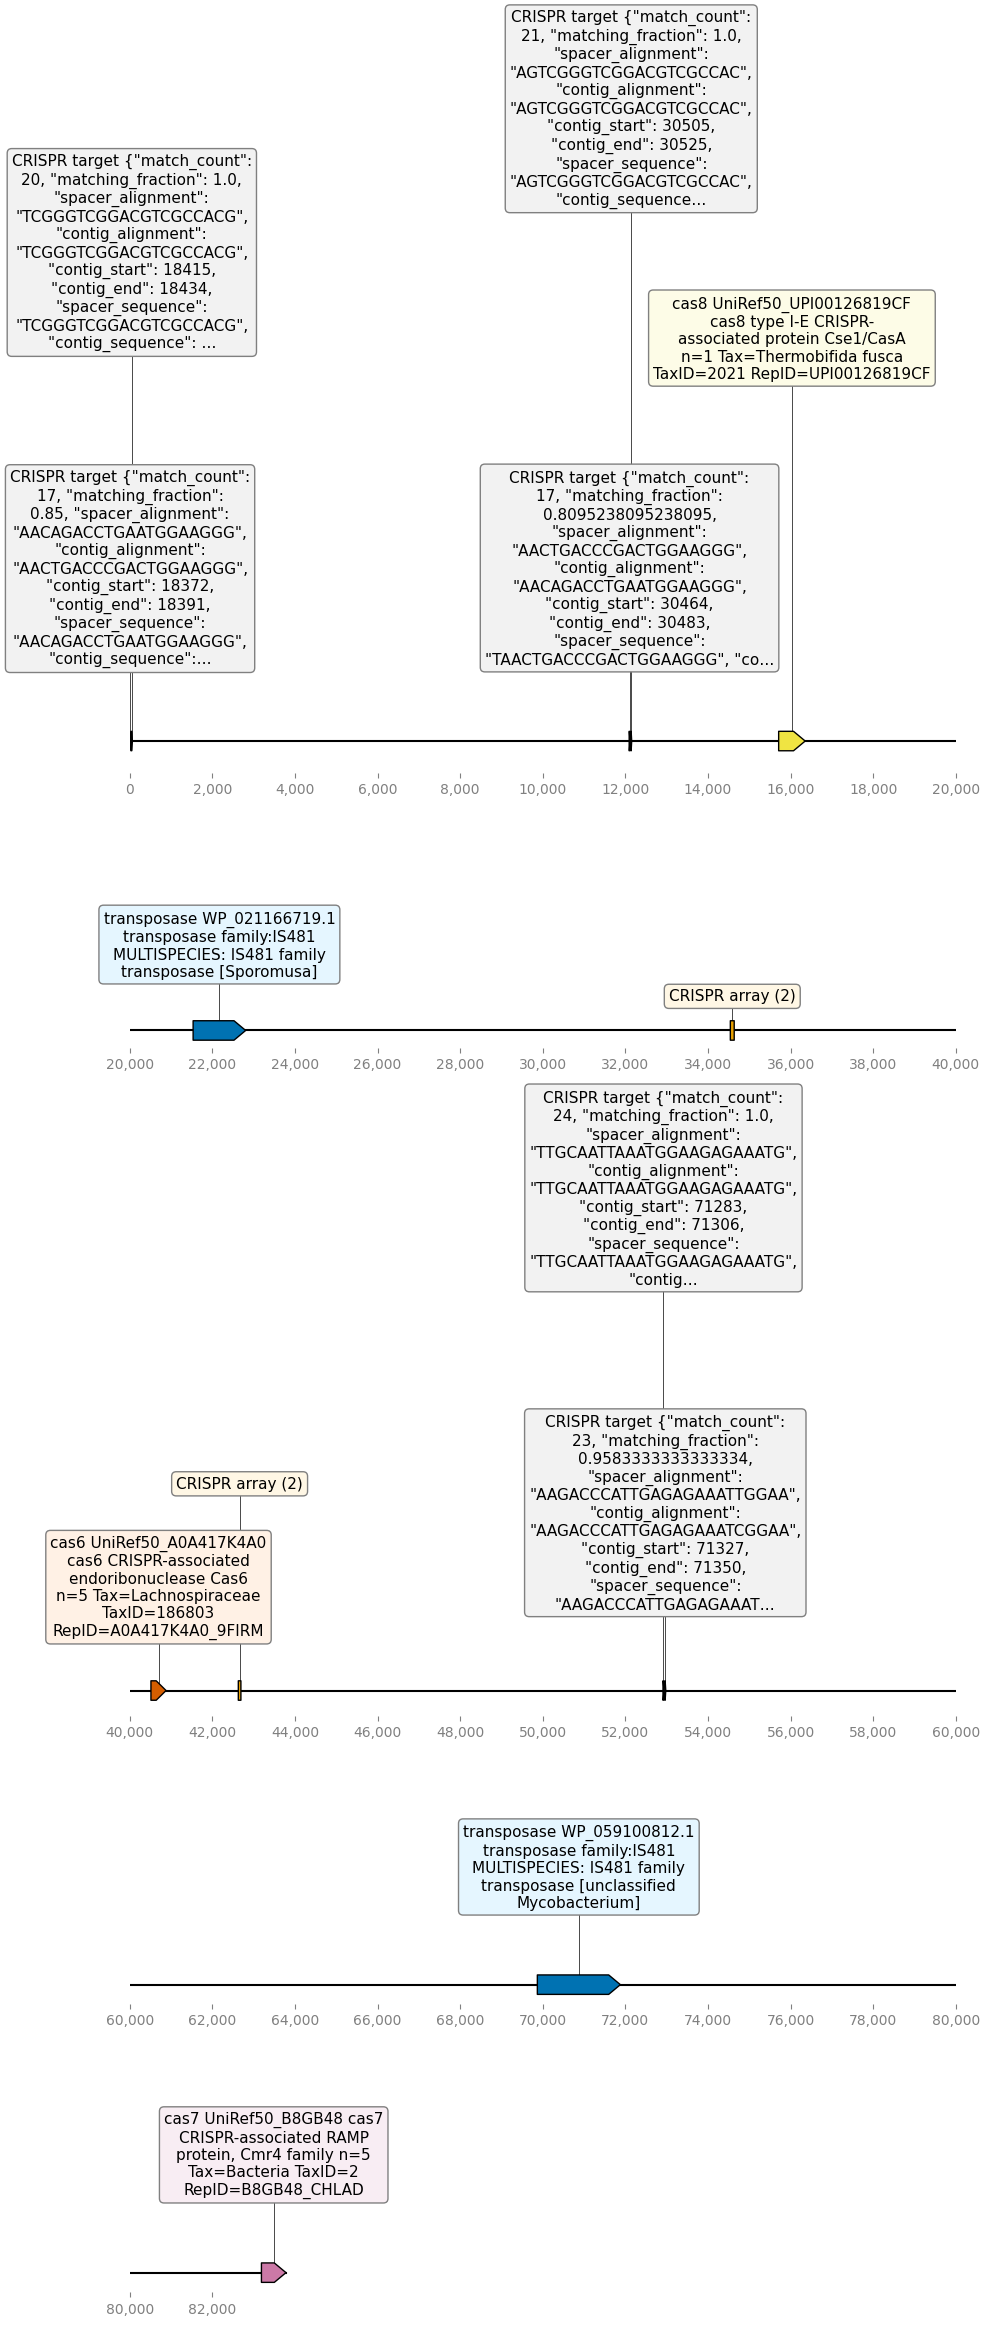 CRISPR target {"match_count":
21, "matching_fraction": 1.0,
"spacer_alignment":
"AGTCGGGTCGGACGTCGCCAC",
"contig_alignment":
"AGTCGGGTCGGACGTCGCCAC",
"contig_start": 30505,
"contig_end": 30525,
"spacer_sequence":
"AGTCGGGTCGGACGTCGCCAC",
"contig_sequence...
CRISPR target {"match_count":
20, "matching_fraction": 1.0,
"spacer_alignment":
"TCGGGTCGGACGTCGCCACG",
"contig_alignment":
"TCGGGTCGGACGTCGCCACG",
"contig_start": 18415,
"contig_end": 18434,
"spacer_sequence":
"TCGGGTCGGACGTCGCCACG",
"contig_sequence": ...
cas8 UniRef50_UPI00126819CF
cas8 type I-E CRISPR-
associated protein Cse1/CasA
n=1 Tax=Thermobifida fusca
TaxID=2021 RepID=UPI00126819CF
CRISPR target {"match_count":
17, "matching_fraction":
0.85, "spacer_alignment":
"AACAGACCTGAATGGAAGGG",
"contig_alignment":
"AACTGACCCGACTGGAAGGG",
"contig_start": 18372,
"contig_end": 18391,
"spacer_sequence":
"AACAGACCTGAATGGAAGGG",
"contig_sequence":...
CRISPR target {"match_count":
17, "matching_fraction":
0.8095238095238095,
"spacer_alignment":
"AACTGACCCGACTGGAAGGG",
"contig_alignment":
"AACAGACCTGAATGGAAGGG",
"contig_start": 30464,
"contig_end": 30483,
"spacer_sequence":
"TAACTGACCCGACTGGAAGGG", "co...
0 2,000 4,000 6,000 8,000 10,000 12,000 14,000 16,000 18,000 20,000
transposase WP_021166719.1
transposase family:IS481
MULTISPECIES: IS481 family
transposase [Sporomusa]
CRISPR array (2)
20,000 22,000 24,000 26,000 28,000 30,000 32,000 34,000 36,000 38,000 40,000
CRISPR target {"match_count":
24, "matching_fraction": 1.0,
"spacer_alignment":
"TTGCAATTAAATGGAAGAGAAATG",
"contig_alignment":
"TTGCAATTAAATGGAAGAGAAATG",
"contig_start": 71283,
"contig_end": 71306,
"spacer_sequence":
"TTGCAATTAAATGGAAGAGAAATG",
"contig...
CRISPR target {"match_count":
23, "matching_fraction":
0.9583333333333334,
"spacer_alignment":
"AAGACCCATTGAGAGAAATTGGAA",
"contig_alignment":
"AAGACCCATTGAGAGAAATCGGAA",
"contig_start": 71327,
"contig_end": 71350,
"spacer_sequence":
"AAGACCCATTGAGAGAAAT...
CRISPR array (2)
cas6 UniRef50_A0A417K4A0
cas6 CRISPR-associated
endoribonuclease Cas6
n=5 Tax=Lachnospiraceae
TaxID=186803
RepID=A0A417K4A0_9FIRM
40,000 42,000 44,000 46,000 48,000 50,000 52,000 54,000 56,000 58,000 60,000
transposase WP_059100812.1
transposase family:IS481
MULTISPECIES: IS481 family
transposase [unclassified
Mycobacterium]
60,000 62,000 64,000 66,000 68,000 70,000 72,000 74,000 76,000 78,000 80,000
cas7 UniRef50_B8GB48 cas7
CRISPR-associated RAMP
protein, Cmr4 family n=5
Tax=Bacteria TaxID=2
RepID=B8GB48_CHLAD
80,000 82,000